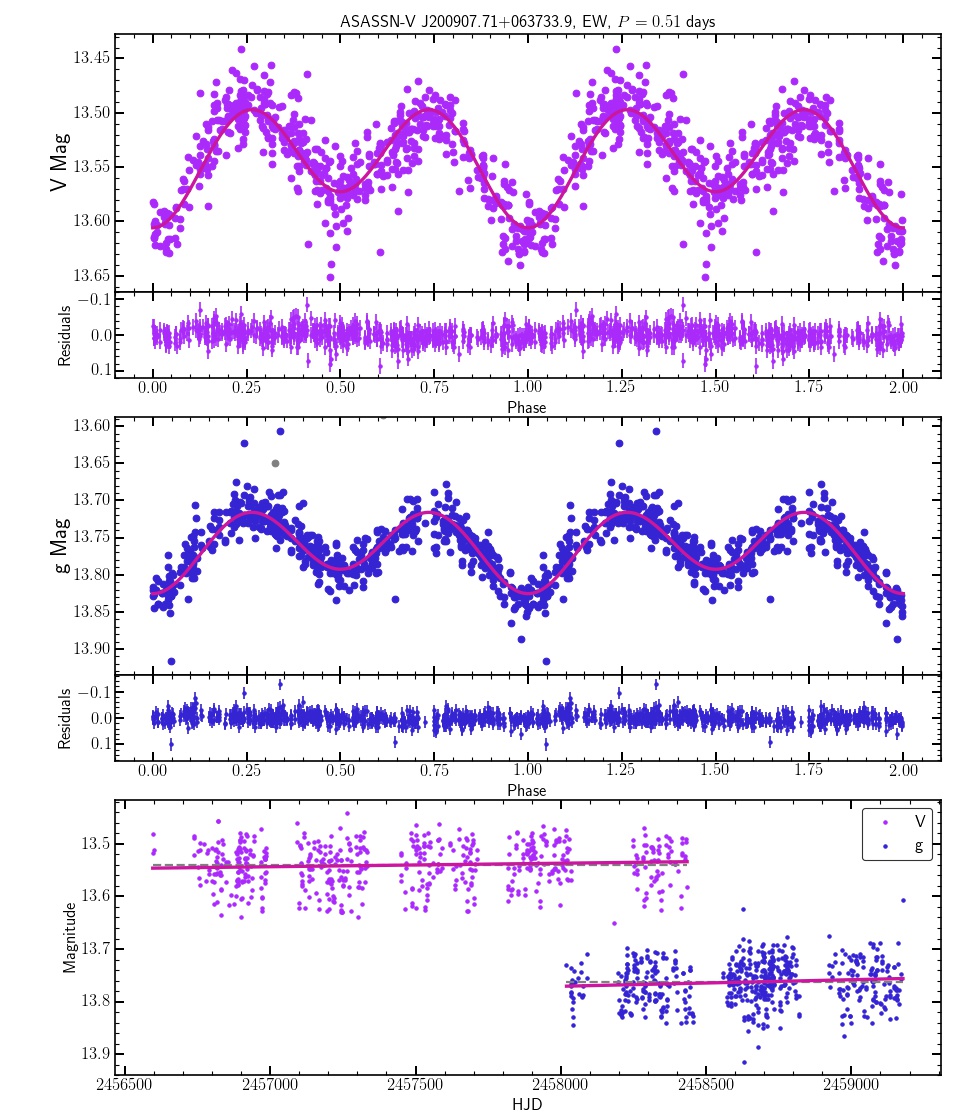 ASASSN-V J200907.71+063733.9, EW, P = 0.51 days
13.45
13.50
13.55
13.60
13.65
V Mag
−0.1
0.0
0.1
Residuals
0.00 0.25 0.50 0.75 1.00 1.25 1.50 1.75 2.00
Phase
13.60
13.65
13.70
13.75
13.80
13.85
13.90
g Mag
−0.1
0.0
0.1
Residuals
0.00 0.25 0.50 0.75 1.00 1.25 1.50 1.75 2.00
Phase
V
g
13.5
13.6
13.7
13.8
13.9
Magnitude
2456500 2457000 2457500 2458000 2458500 2459000
HJD